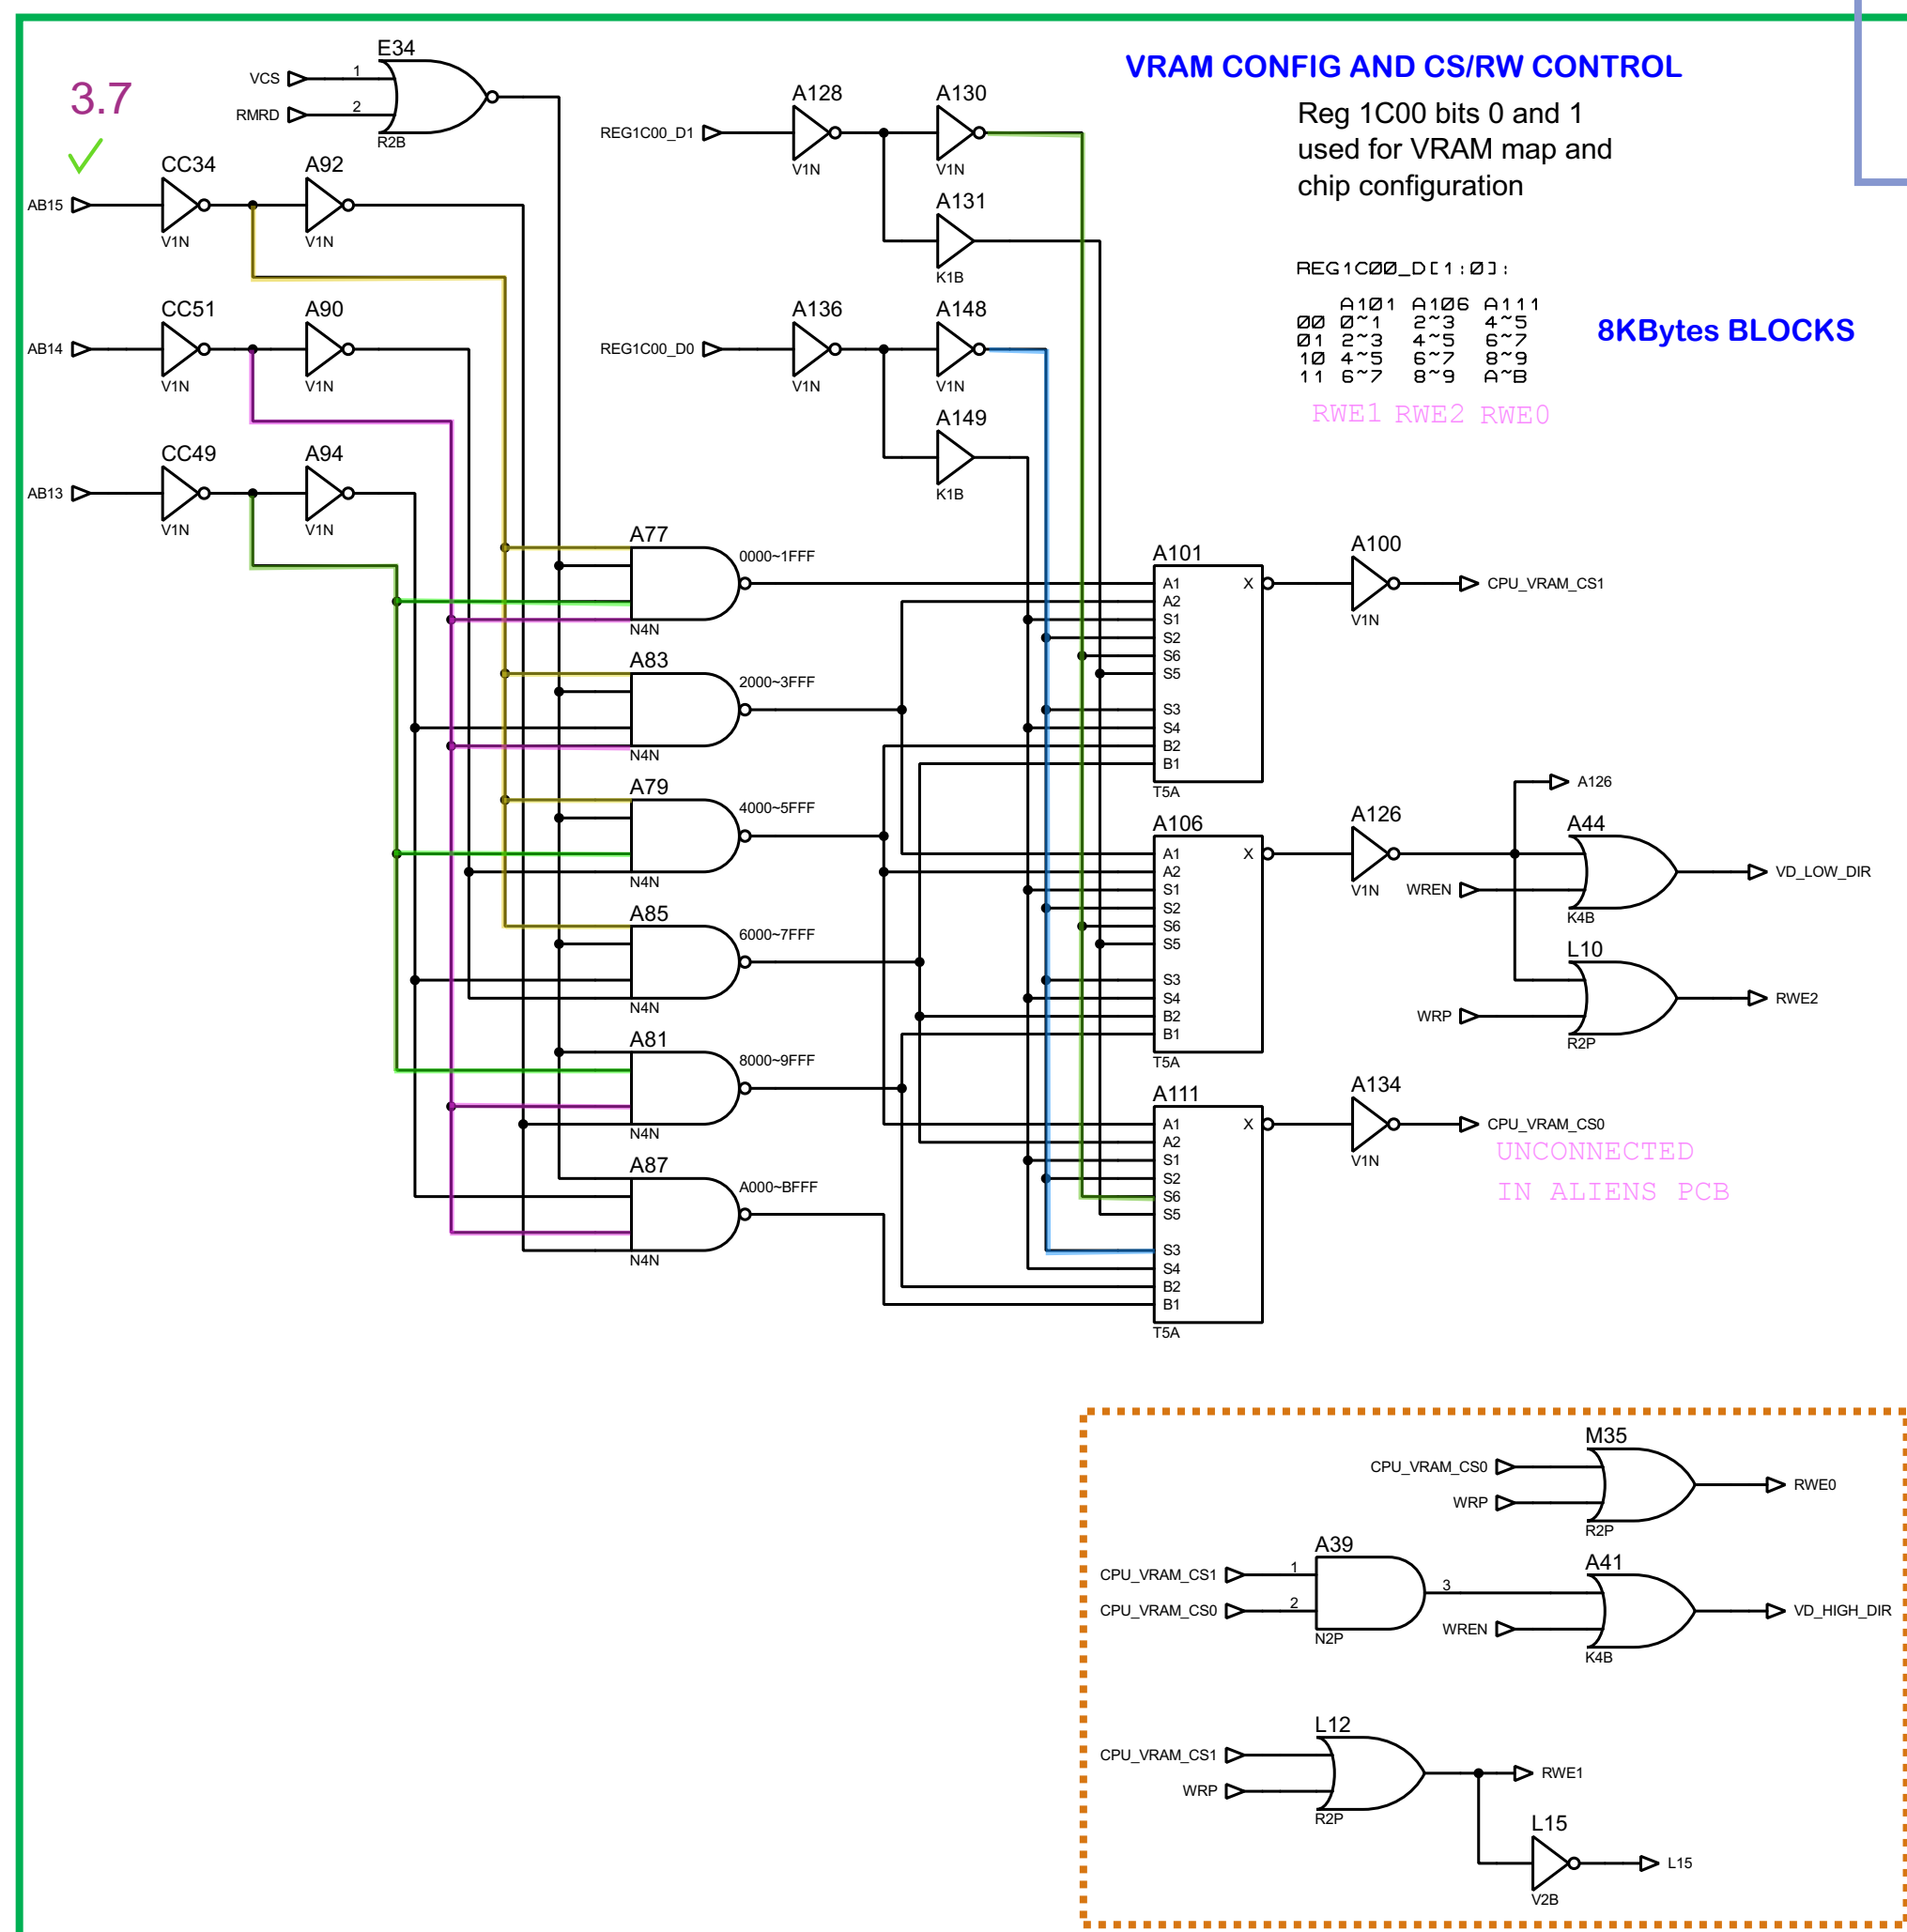 VRAM CONFIG AND CS/RW CONTROL
Reg 1C00 bits 0 and 1
used for VRAM map and
chip configuration
REG1C00_D[1:0]:
A101 A106 A111
00 0~1 2~3 4~5
01 2~3 4~5 6~7
10 4~5 6~7 8~9
11 6~7 8~9 A~B
RWE1 RWE2 RWE0
8KBytes BLOCKS
3.7
E34
VCS
1
RMRD
2
R2B
AB15
CC34
V1N
A92
V1N
AB14
CC51
V1N
A90
V1N
AB13
CC49
V1N
A94
V1N
REG1C00_D1
A128
V1N
A130
V1N
A131
K1B
REG1C00_D0
A136
V1N
A148
V1N
A149
K1B
A77
0000~1FFF
N4N
A83
2000~3FFF
N4N
A79
4000~5FFF
N4N
A85
6000~7FFF
N4N
A81
8000~9FFF
N4N
A87
A000~BFFF
N4N
A101
A1 X
A2
S1
S2
S6
S5
S3
S4
B2
B1
T5A
A100
V1N
CPU_VRAM_CS1
A106
A1 X
A2
S1
S2
S6
S5
S3
S4
B2
B1
T5A
A126
V1N
A126
A44
WREN
K4B
VD_LOW_DIR
L10
WRP
R2P
RWE2
A111
A1 X
A2
S1
S2
S6
S5
S3
S4
B2
B1
T5A
A134
V1N
CPU_VRAM_CS0
UNCONNECTED
IN ALIENS PCB
M35
CPU_VRAM_CS0
WRP
R2P
RWE0
A39
CPU_VRAM_CS1
1
CPU_VRAM_CS0
2
3
N2P
A41
WREN
K4B
VD_HIGH_DIR
L12
CPU_VRAM_CS1
WRP
R2P
RWE1
L15
V2B
L15